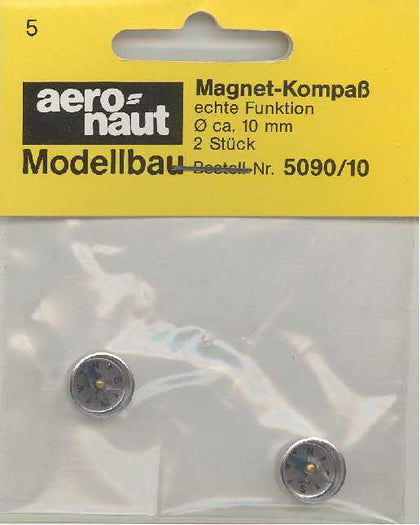 5
aero=
naut
Modellbau
Magnet-Kompaß
echte Funktion
Ø ca. 10 mm
2 Stück
Bestell-Nr. 5090/10
N
S